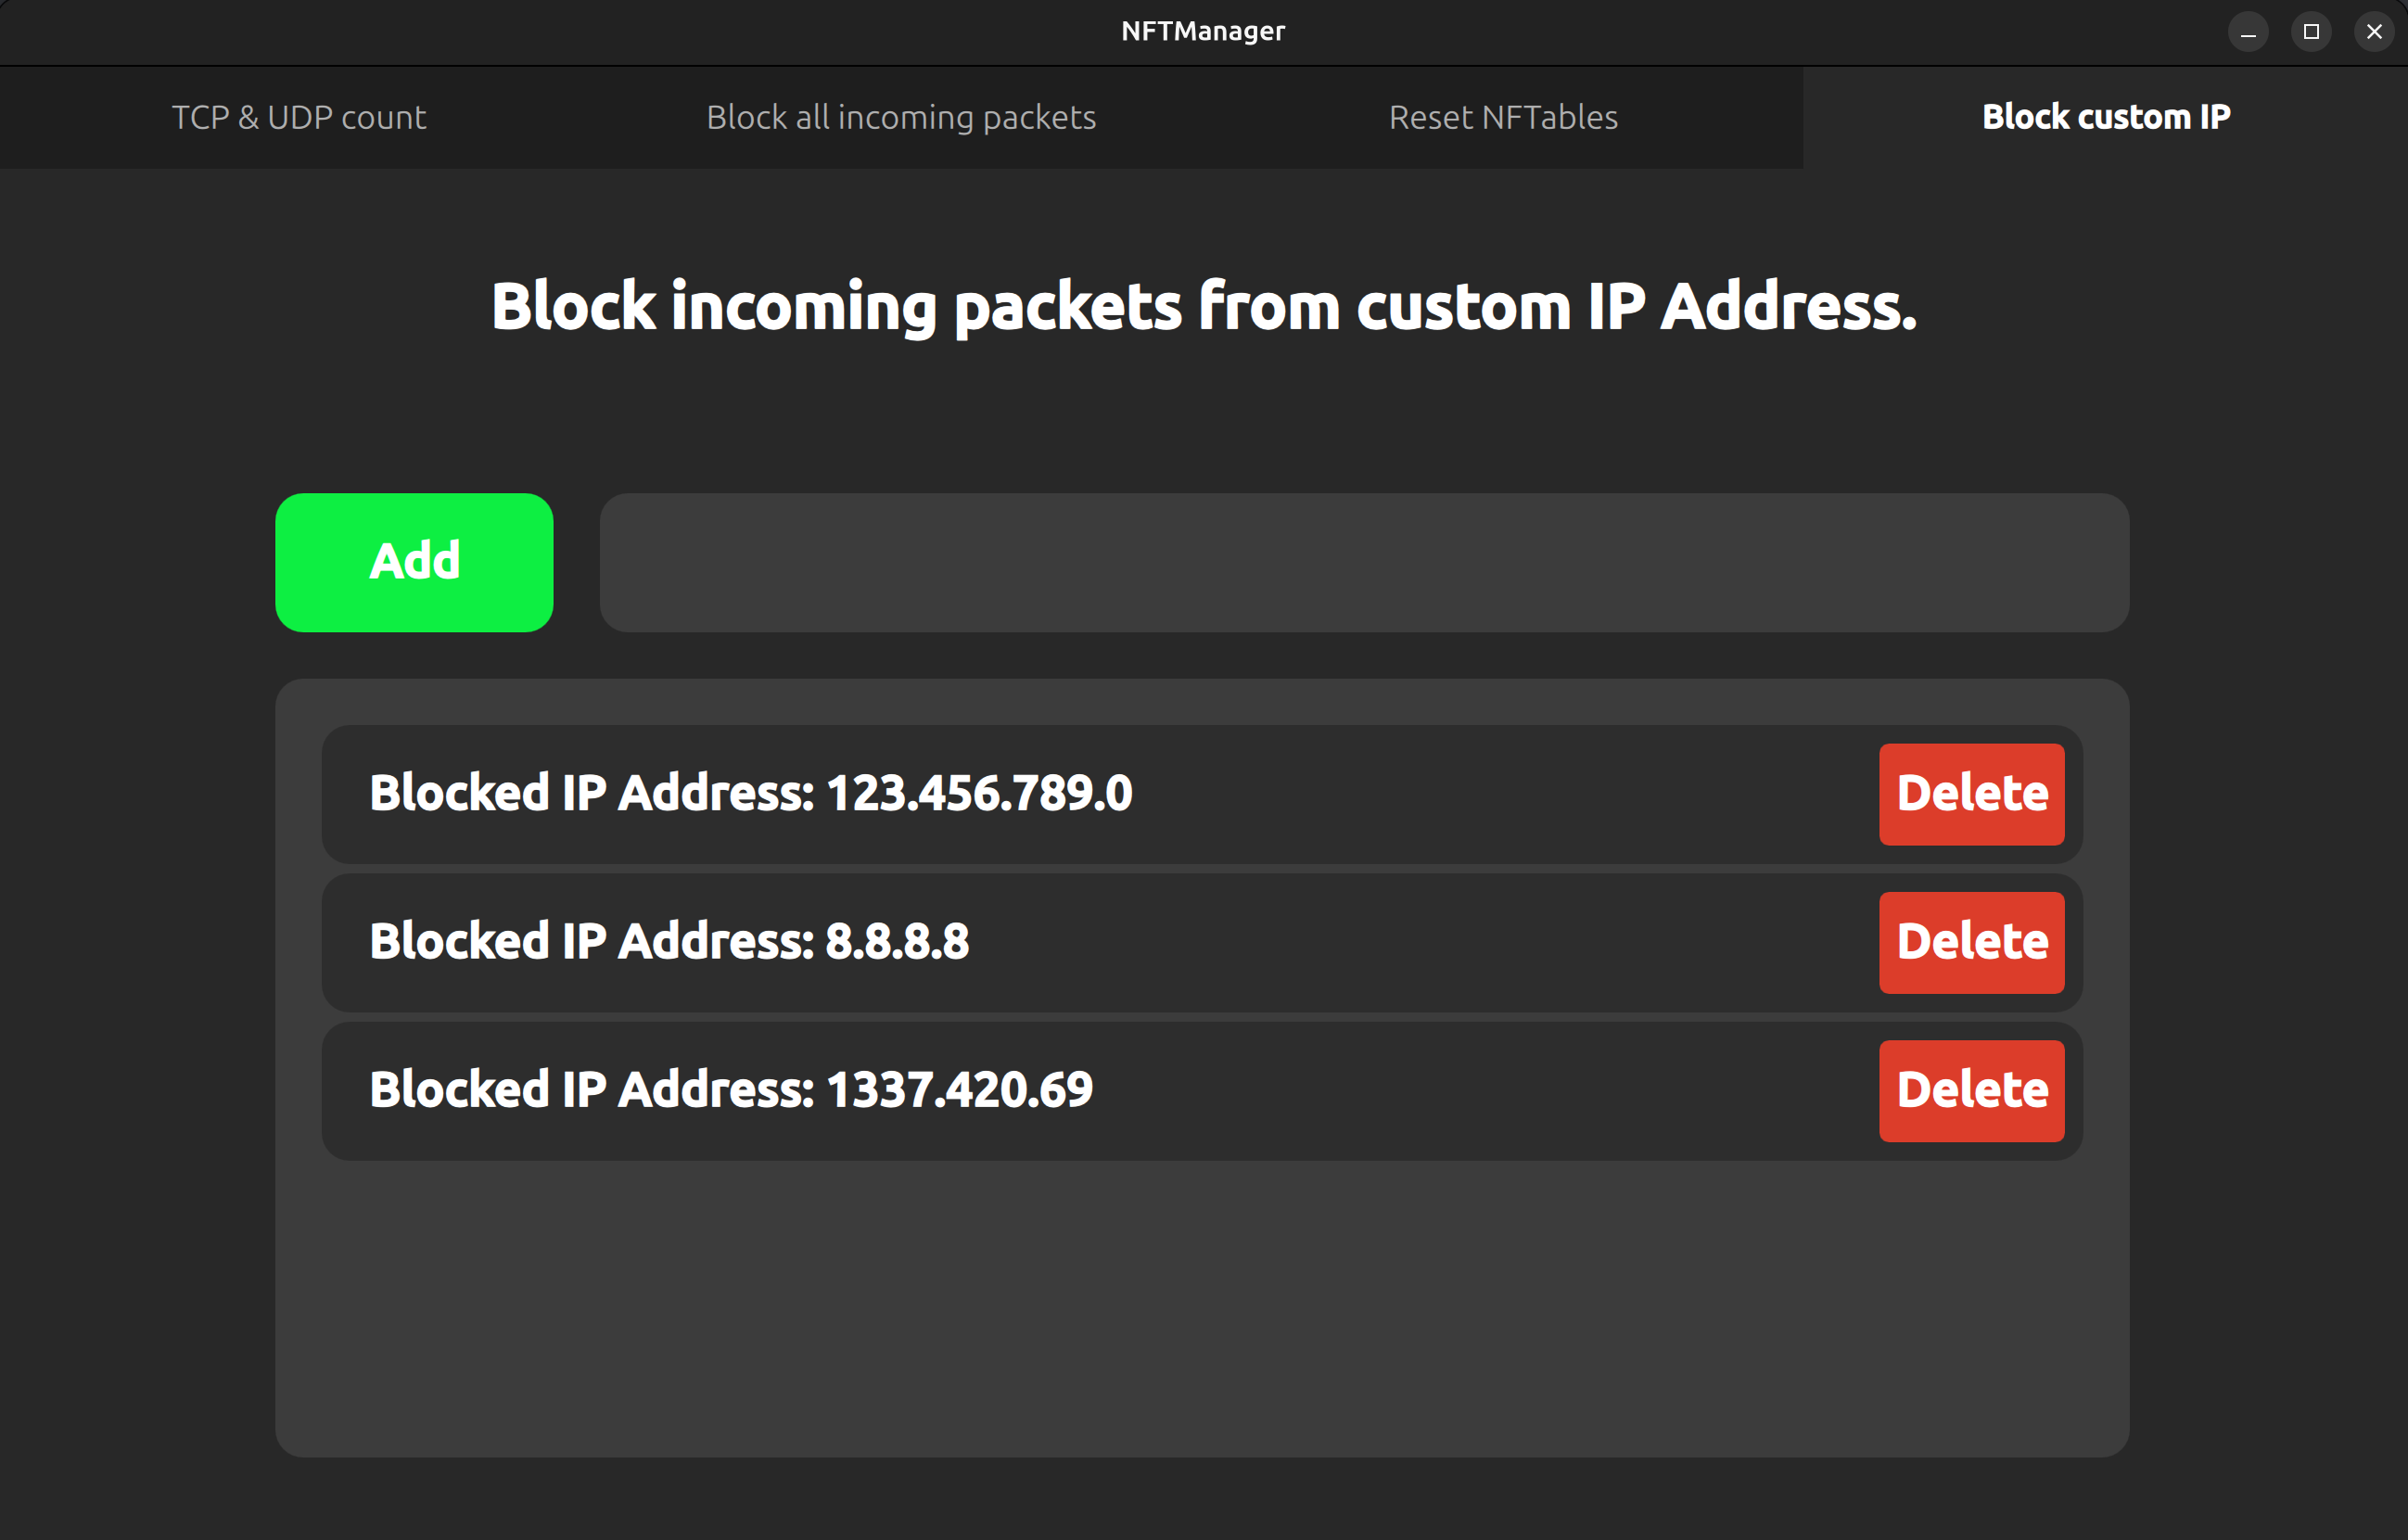 NFTManager
TCP & UDP count
Block all incoming packets
Reset NFTables
Block custom IP
Block incoming packets from custom IP Address.
Add
Blocked IP Address: 123.456.789.0
Delete
Blocked IP Address: 8.8.8.8
Delete
Blocked IP Address: 1337.420.69
Delete